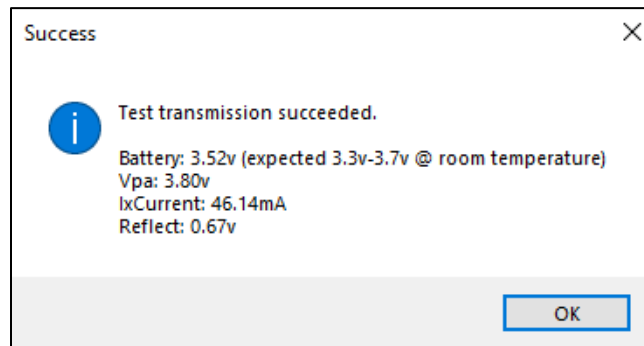 Success
Test transmission succeeded.
Battery: 3.52v (expected 3.3v-3.7v @ room temperature)
Vpa: 3.80v
IxCurrent: 46.14mA
Reflect: 0.67v
OK